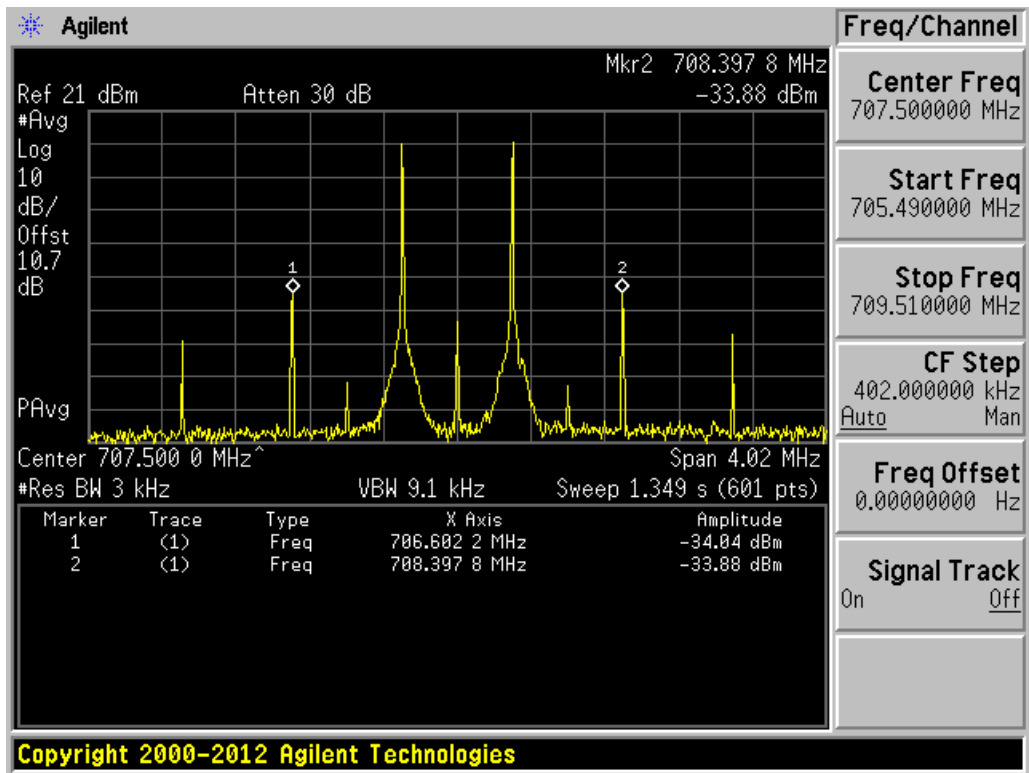 Agilent
Freq/Channel
Mkr2 708.397 8 MHz
Ref 21 dBm Atten 30 dB -33.88 dBm
#Avg
Log
10
dB/
Offst
10.7
dB
PAvg
1
2
Center 707.500 0 MHz^ Span 4.02 MHz
#Res BW 3 kHz VBW 9.1 kHz Sweep 1.349 s (601 pts)
Marker Trace Type X Axis Amplitude
1 (1) Freq 706.602 2 MHz -34.04 dBm
2 (1) Freq 708.397 8 MHz -33.88 dBm
Center Freq
707.500000 MHz
Start Freq
705.490000 MHz
Stop Freq
709.510000 MHz
CF Step
402.000000 kHz
Auto Man
Freq Offset
0.00000000 Hz
Signal Track
On Off
Copyright 2000-2012 Agilent Technologies